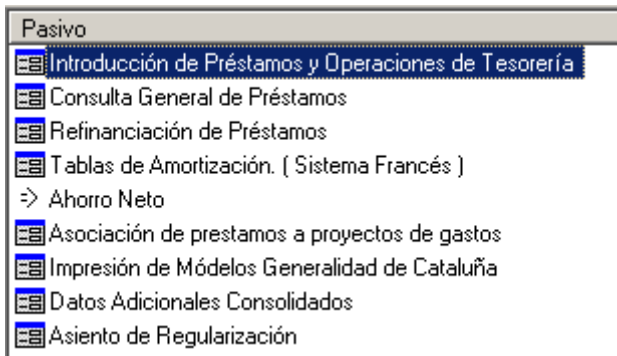 Pasivo
Introducción de Préstamos y Operaciones de Tesorería
Consulta General de Préstamos
Refinanciación de Préstamos
Tablas de Amortización. ( Sistema Francés )
Ahorro Neto
Asociación de prestamos a proyectos de gastos
Impresión de Módelos Generalidad de Cataluña
Datos Adicionales Consolidados
Asiento de Regularización